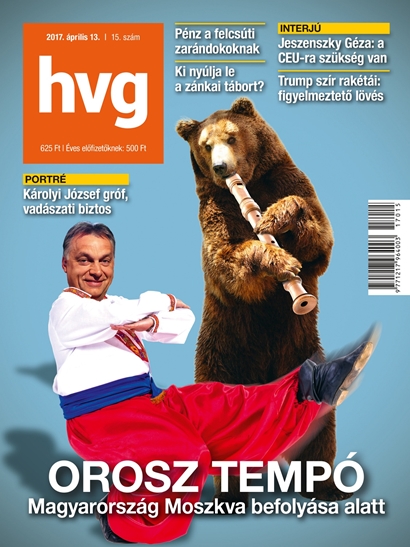 2017. április 13. I 15. szám
hvg
625 Ft I Éves előfizetőknek: 500 Ft
Pénz a felcsúti
zarándokoknak
Ki nyúlja le
a zánkai tábort?
INTERJÚ
Jeszenszky Géza: a
CEU-ra szükség van
Trump szír rakétái:
figyelmeztető lövés
PORTRÉ
Károlyi József gróf,
vadászati biztos
17015
9771217964003
OROSZ TEMPÓ
Magyarország Moszkva befolyása alatt